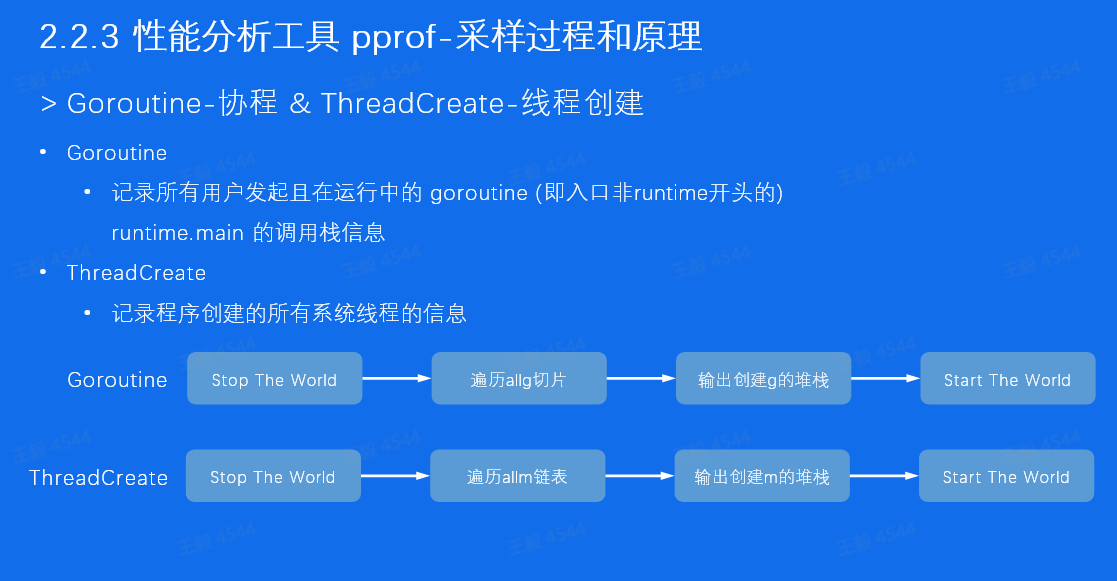 2.2.3 性能分析工具 pprof-采样过程和原理
> Goroutine-协程 & ThreadCreate-线程创建
• Goroutine
• 记录所有用户发起且在运行中的 goroutine (即入口非runtime开头的)
runtime.main 的调用栈信息
• ThreadCreate
• 记录程序创建的所有系统线程的信息
Goroutine Stop The World 遍历allg切片 输出创建g的堆栈 Start The World
ThreadCreate Stop The World 遍历allm链表 输出创建m的堆栈 Start The World
王毅 4544